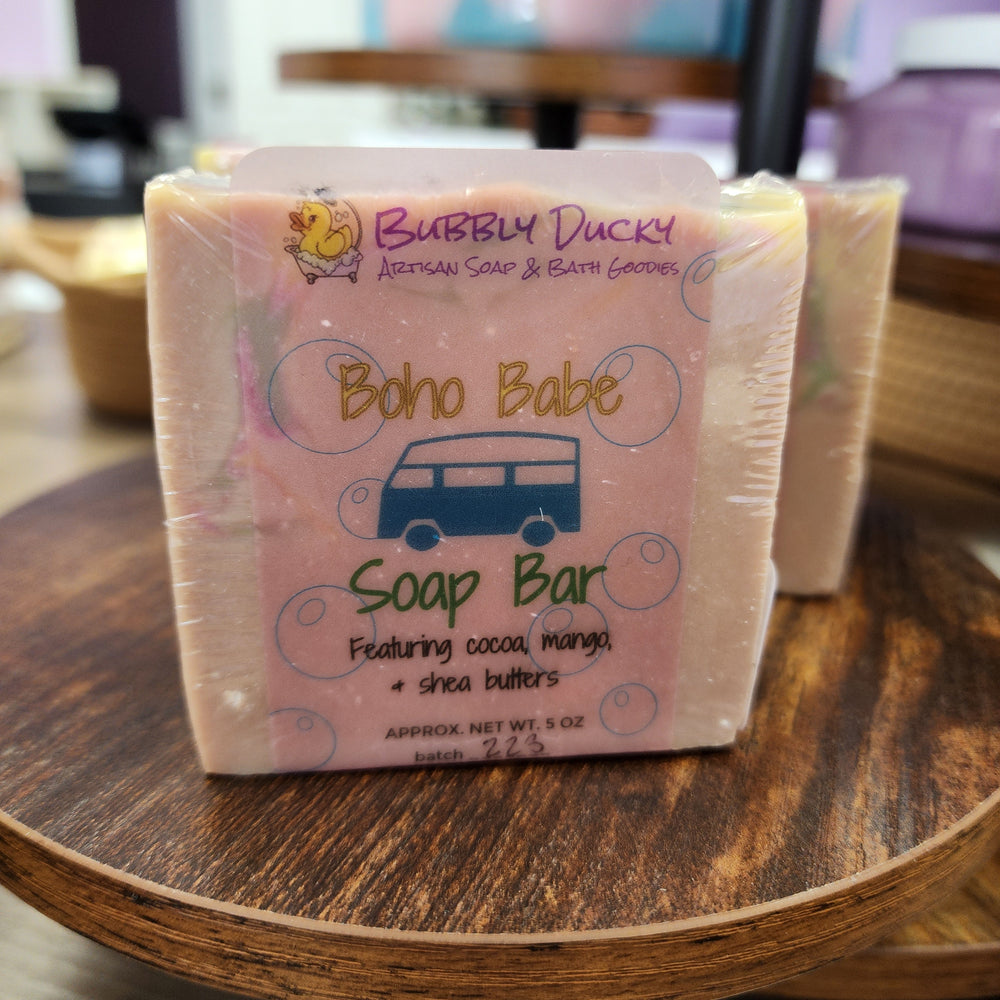 Bubbly Ducky
Artisan Soap & Bath Goodies
Boho Babe
Soap Bar
Featuring cocoa, mango,
+ shea butters
APPROX. NET WT. 5 OZ
batch 223